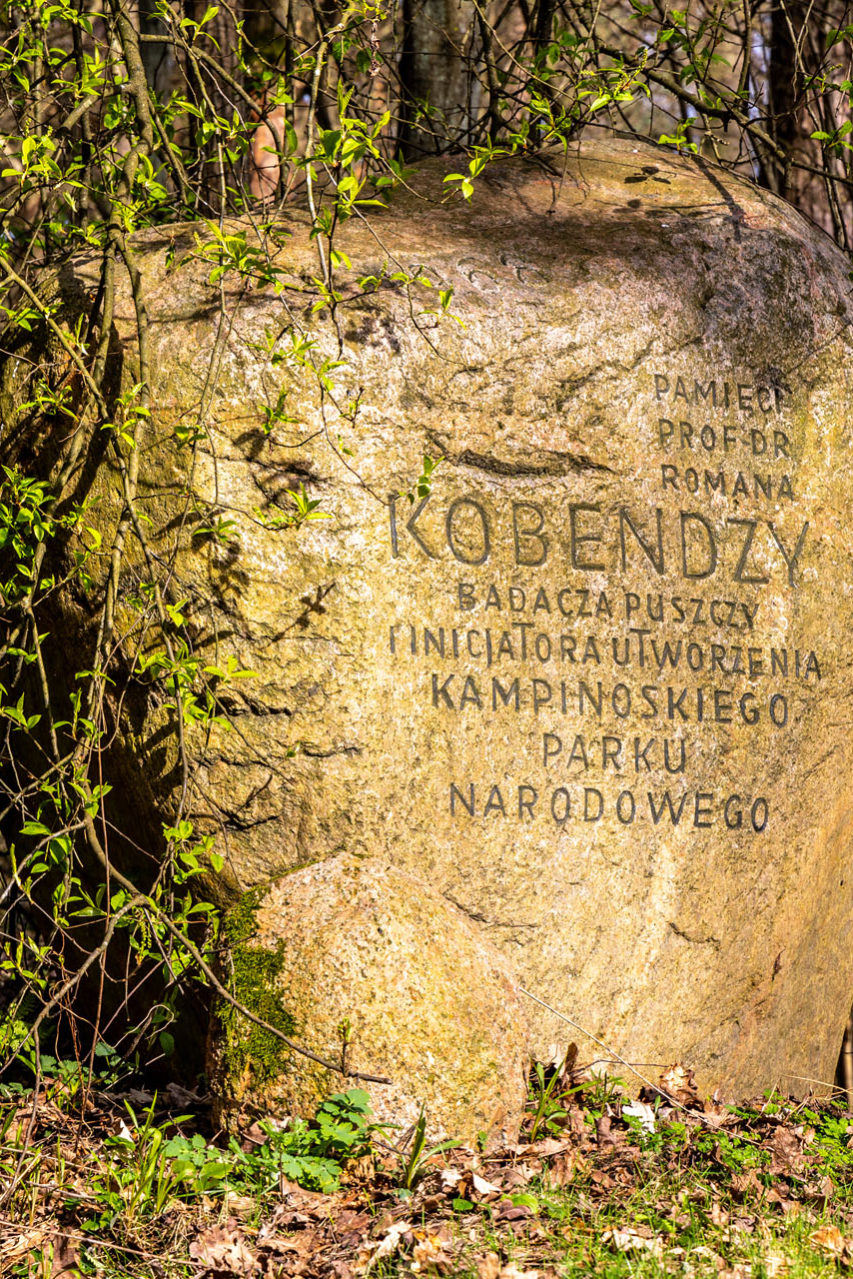 PAMIĘCI
PROF·DR
ROMANA
KOBENDZY
BADACZA PUSZCZY
I INICJATORA UTWORZENIA
KAMPINOSKIEGO
PARKU
NARODOWEGO